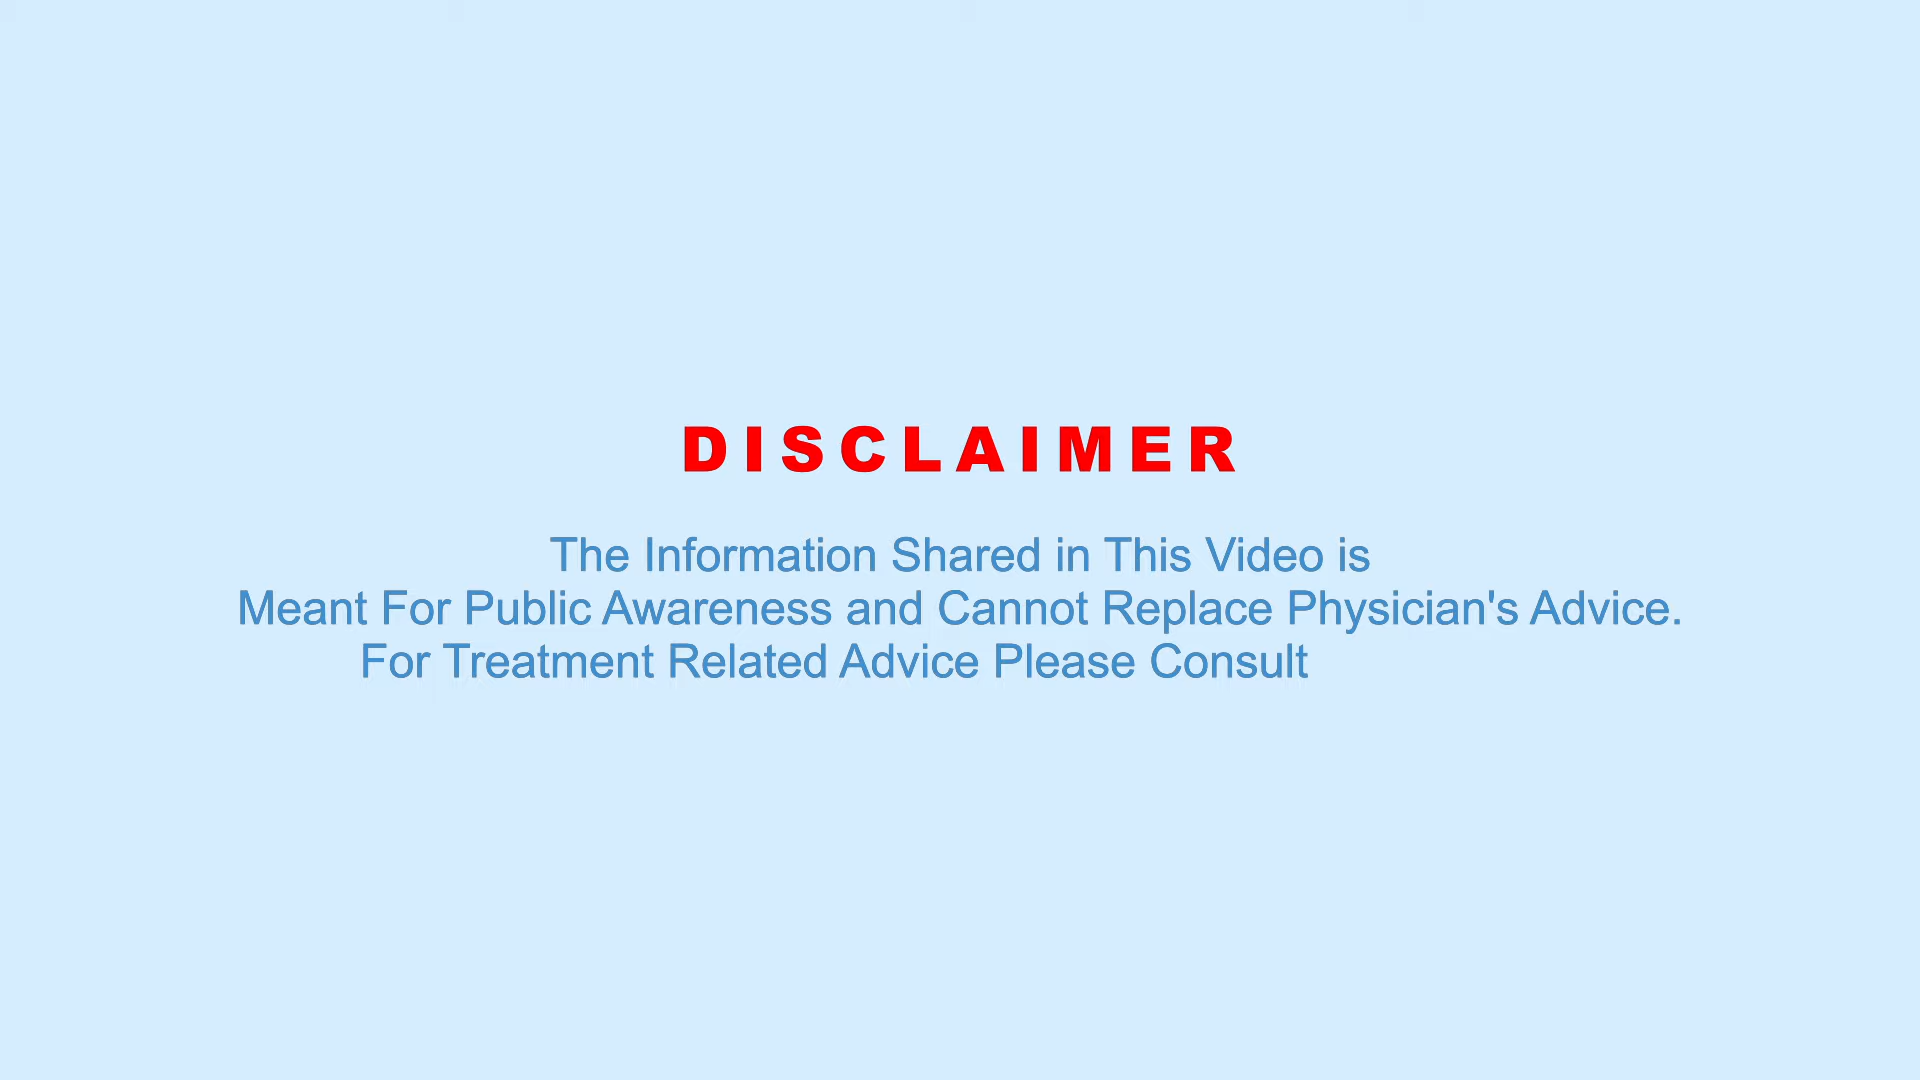 DISCLAIMER
The Information Shared in This Video is
Meant For Public Awareness and Cannot Replace Physician's Advice.
For Treatment Related Advice Please Consult